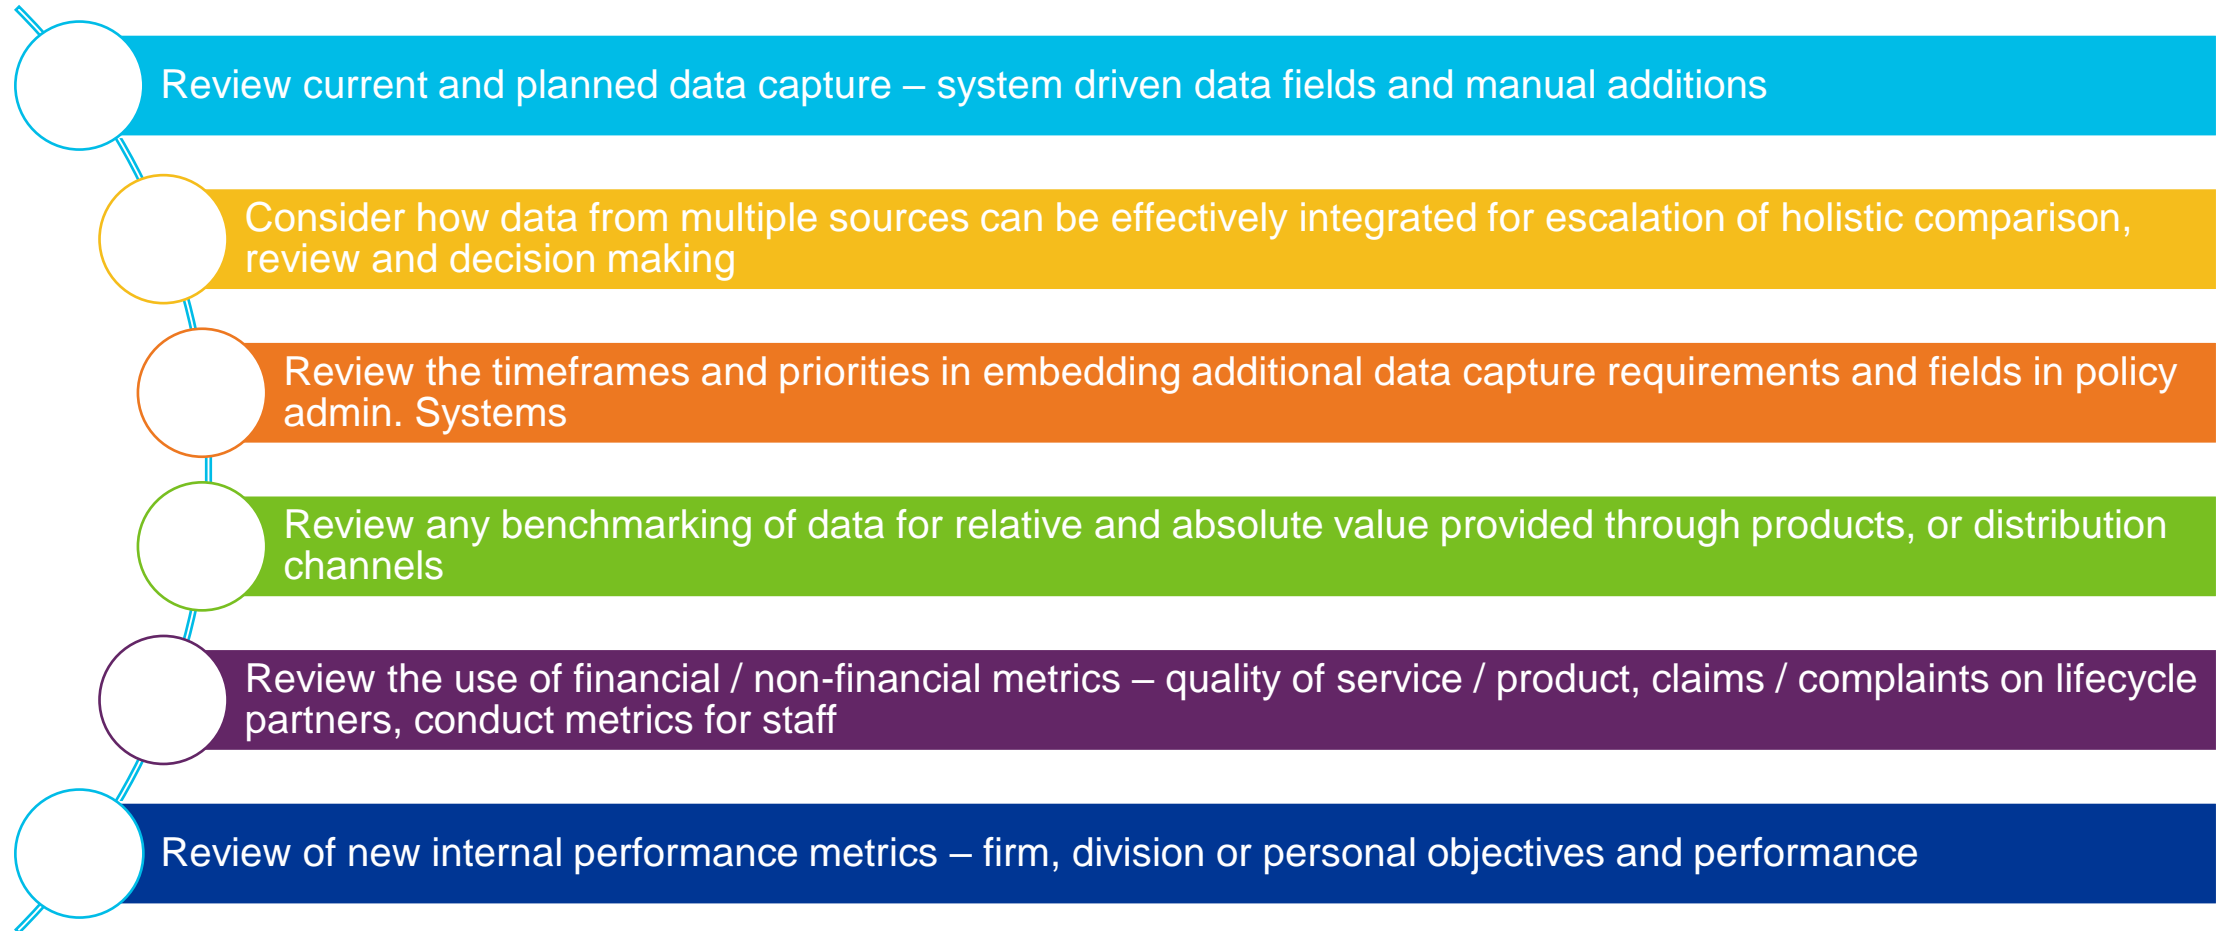 Review current and planned data capture – system driven data fields and manual additions
Consider how data from multiple sources can be effectively integrated for escalation of holistic comparison,
review and decision making
Review the timeframes and priorities in embedding additional data capture requirements and fields in policy
admin. Systems
Review any benchmarking of data for relative and absolute value provided through products, or distribution
channels
Review the use of financial / non-financial metrics – quality of service / product, claims / complaints on lifecycle
partners, conduct metrics for staff
Review of new internal performance metrics – firm, division or personal objectives and performance